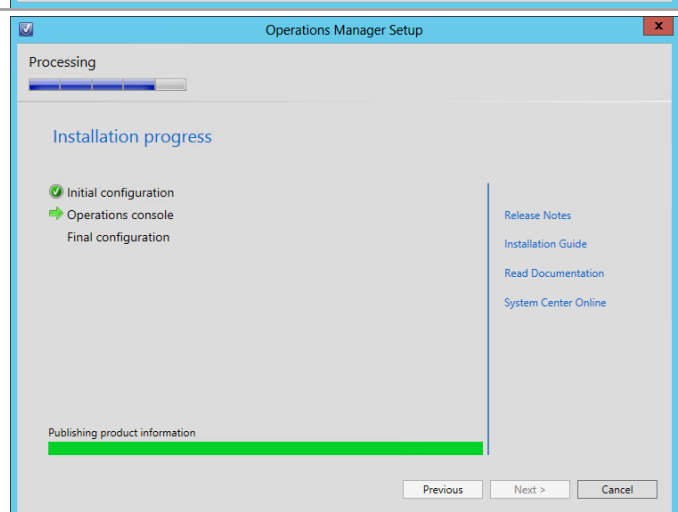 Operations Manager Setup
x
Processing
Installation progress
Initial configuration
Operations console
Final configuration
Release Notes
Installation Guide
Read Documentation
System Center Online
Publishing product information
Previous
Next >
Cancel